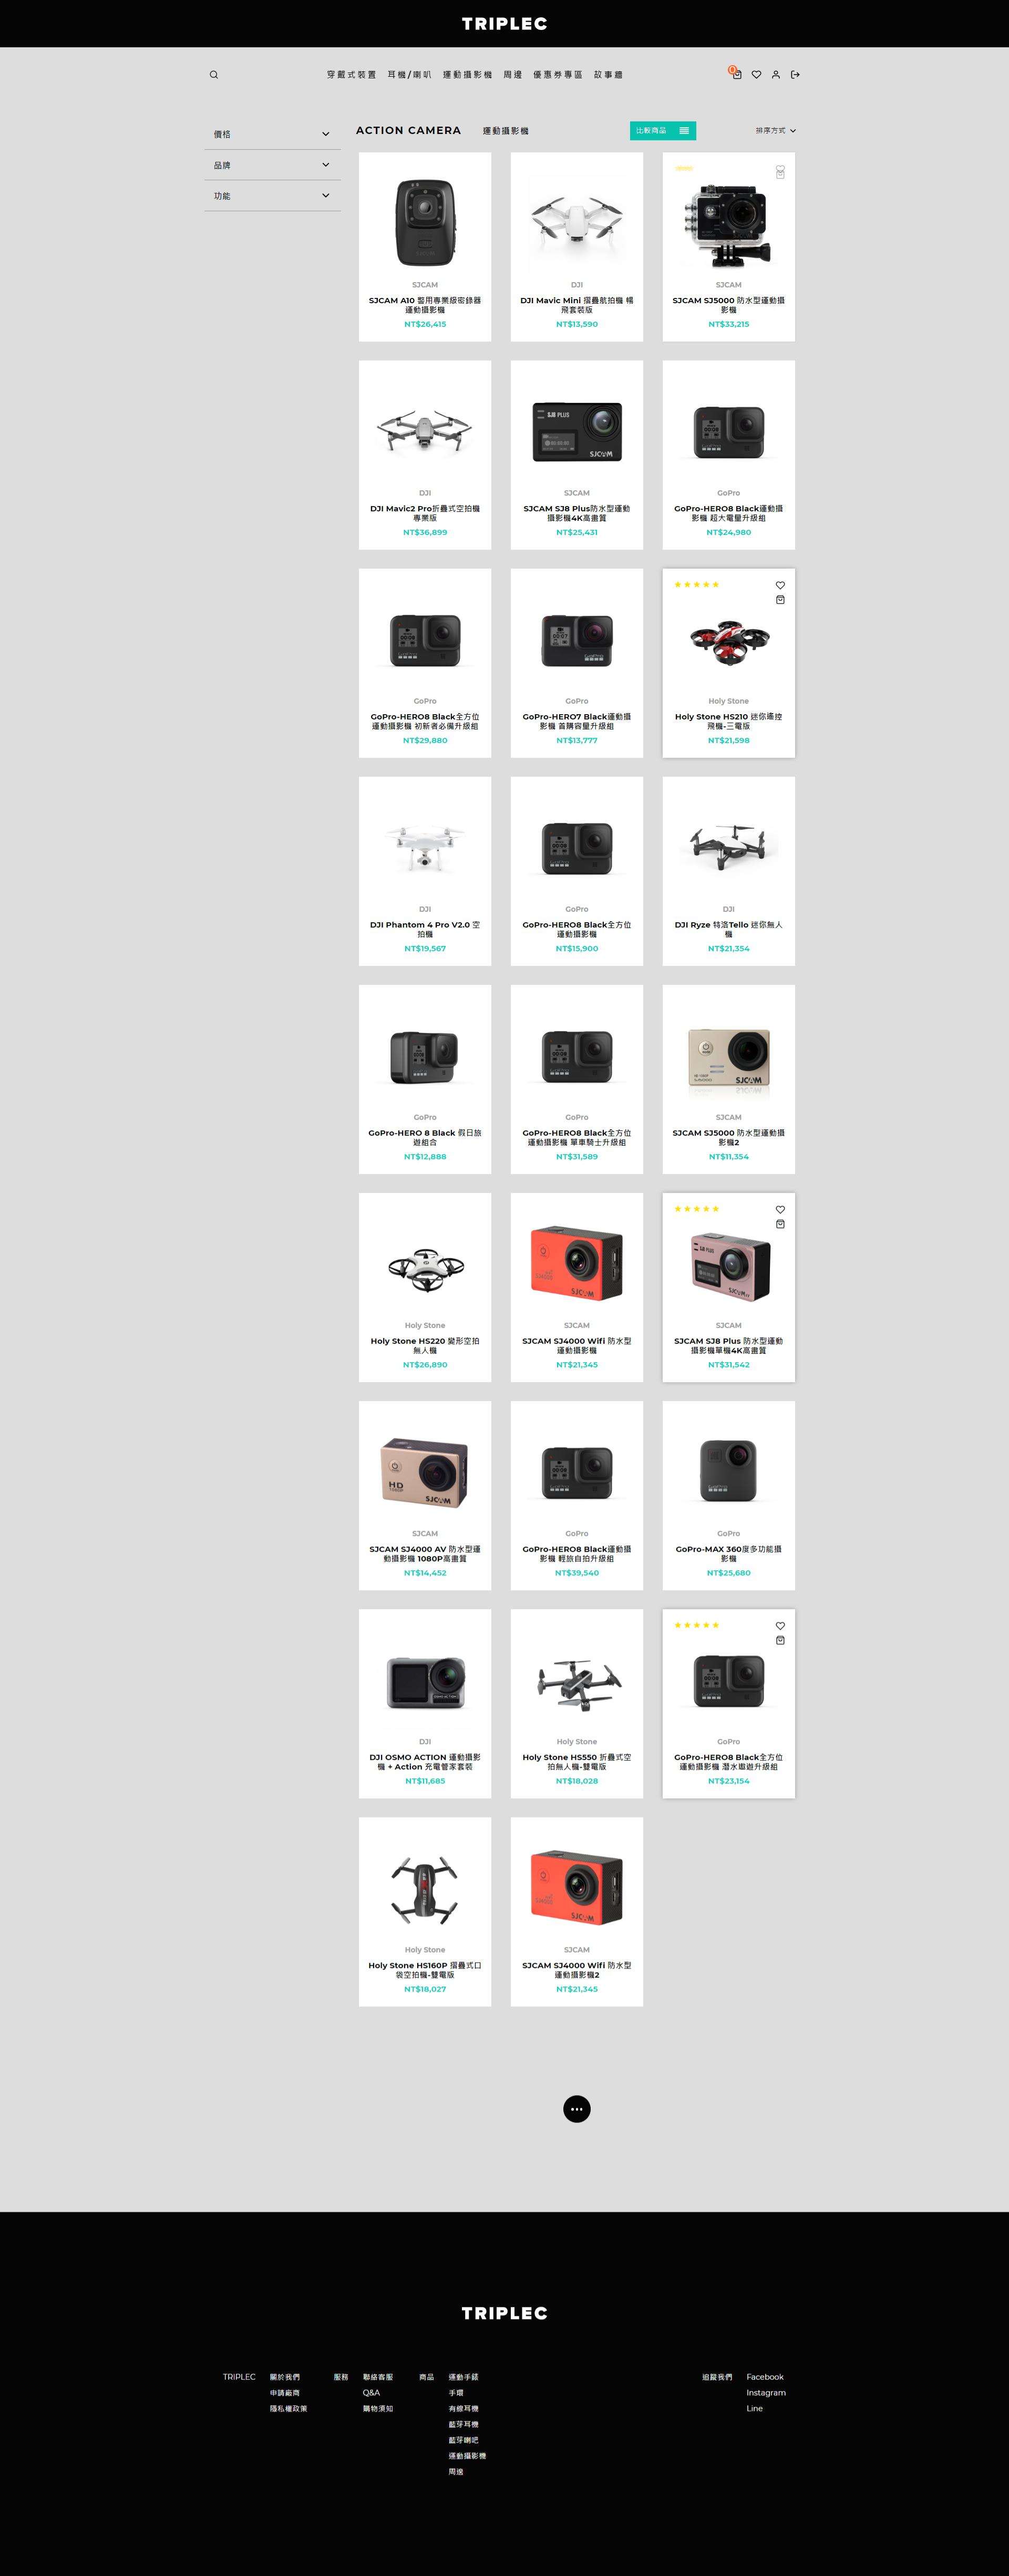 TRIPLEC
穿戴式裝置 耳機/喇叭 運動攝影機 周邊 優惠券專區 故事牆
0
價格
品牌
功能
ACTION CAMERA 運動攝影機
比較商品
排序方式
SJCAM
SJCAM A10 警用專業級密錄器
運動攝影機
NT$26,415
DJI
DJI Mavic Mini 摺疊航拍機 暢
飛套裝版
NT$13,590
SJCAM
SJCAM SJ5000 防水型運動攝
影機
NT$33,215
DJI
DJI Mavic2 Pro折疊式空拍機
專業版
NT$36,899
SJ8 PLUS
SJCAM
SJCAM
SJCAM SJ8 Plus防水型運動
攝影機4K高畫質
NT$25,431
GoPro
GoPro-HERO8 Black運動攝
影機 超大電量升級組
NT$24,980
GoPro
GoPro-HERO8 Black全方位
運動攝影機 初新者必備升級組
NT$29,880
GoPro
GoPro-HERO7 Black運動攝
影機 首購容量升級組
NT$13,777
Holy Stone
Holy Stone HS210 迷你遙控
飛機-三電版
NT$21,598
DJI
DJI Phantom 4 Pro V2.0 空
拍機
NT$19,567
GoPro
GoPro-HERO8 Black全方位
運動攝影機
NT$15,900
DJI
DJI Ryze 特洛Tello 迷你無人
機
NT$21,354
GoPro
GoPro-HERO 8 Black 假日旅
遊組合
NT$12,888
GoPro
GoPro-HERO8 Black全方位
運動攝影機 單車騎士升級組
NT$31,589
SJCAM
SJCAM
SJCAM SJ5000 防水型運動攝
影機2
NT$11,354
Holy Stone
Holy Stone HS220 變形空拍
無人機
NT$26,890
SJCAM
SJCAM
SJCAM SJ4000 Wifi 防水型
運動攝影機
NT$21,345
SJ8 PLUS
SJCAM
SJCAM
SJCAM SJ8 Plus 防水型運動
攝影機單機4K高畫質
NT$31,542
HD
1080P
SJCAM
SJCAM
SJCAM SJ4000 AV 防水型運
動攝影機 1080P高畫質
NT$14,452
GoPro
GoPro-HERO8 Black運動攝
影機 輕旅自拍升級組
NT$39,540
GoPro
GoPro-MAX 360度多功能攝
影機
NT$25,680
DJI
DJI OSMO ACTION 運動攝影
機 + Action 充電管家套裝
NT$11,685
Holy Stone
Holy Stone HS550 折疊式空
拍無人機-雙電版
NT$18,028
GoPro
GoPro-HERO8 Black全方位
運動攝影機 潛水遨遊升級組
NT$23,154
Holy Stone
Holy Stone HS160P 摺疊式口
袋空拍機-雙電版
NT$18,027
SJCAM
SJCAM
SJCAM SJ4000 Wifi 防水型
運動攝影機2
NT$21,345
TRIPLEC
TRIPLEC
關於我們
申請廠商
隱私權政策
服務
聯絡客服
Q&A
購物須知
商品
運動手錶
手環
有線耳機
藍芽耳機
藍芽喇吧
運動攝影機
周邊
追蹤我們
Facebook
Instagram
Line